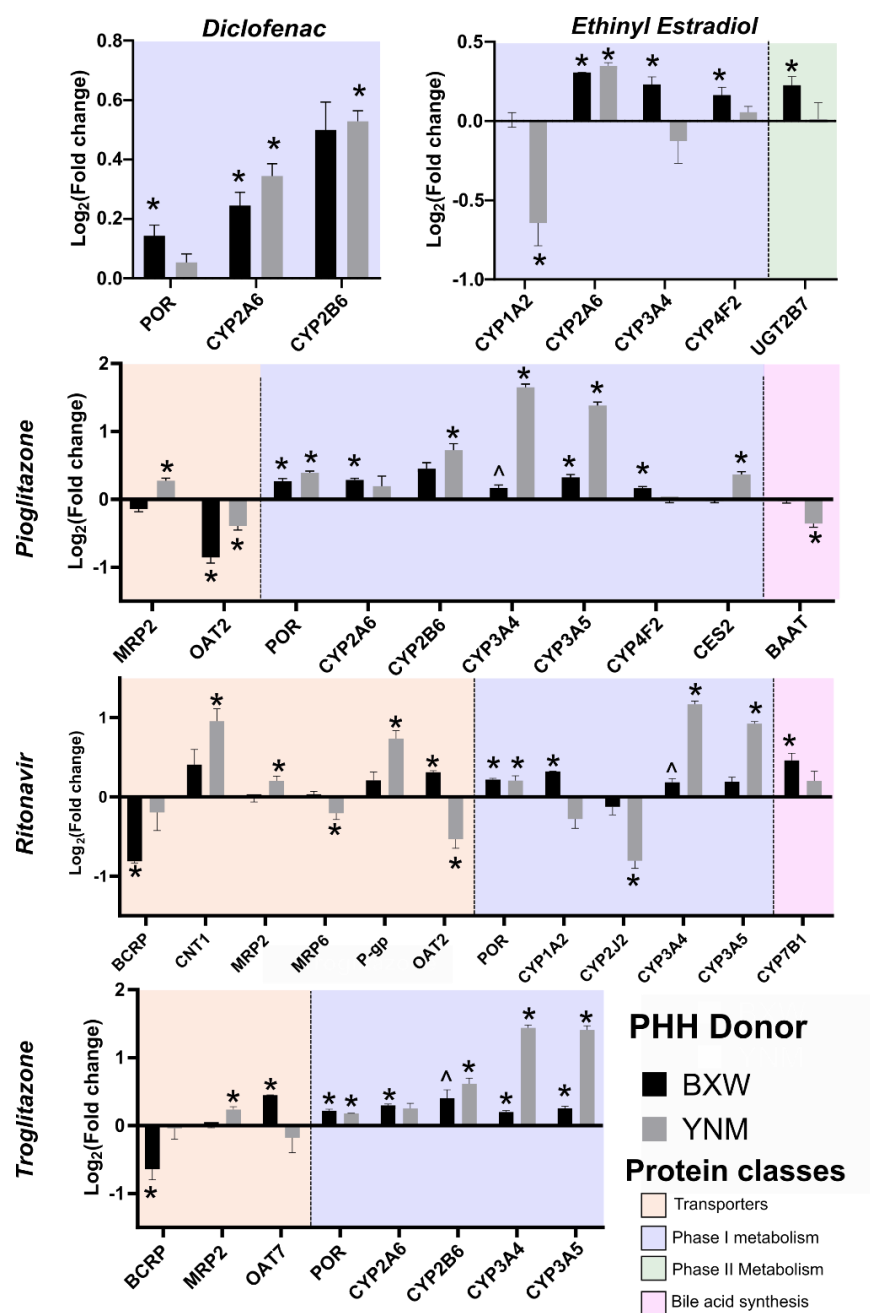 Diclofenac
Log2(Fold change)
0.8
0.6
0.4
0.2
0.0
*
*
*
*
POR
CYP2A6
CYP2B6
Ethinyl Estradiol
Log2(Fold change)
0.5
0.0
-0.5
-1.0
*
*
*
*
*
*
CYP1A2
CYP2A6
CYP3A4
CYP4F2
UGT2B7
Pioglitazone
Log2(Fold change)
2
1
0
-1
*
*
*
*
*
*
*
^
*
*
*
*
*
*
MRP2
OAT2
POR
CYP2A6
CYP2B6
CYP3A4
CYP3A5
CYP4F2
CES2
BAAT
Ritonavir
Log2(Fold change)
1
0
-1
*
*
*
*
*
*
*
*
*
*
*
^
*
*
*
BCRP
CNT1
MRP2
MRP6
P-gp
OAT2
POR
CYP1A2
CYP2J2
CYP3A4
CYP3A5
CYP7B1
Troglitazone
Log2(Fold change)
2
1
0
-1
*
*
*
*
*
*
^
*
*
*
*
*
BCRP
MRP2
OAT7
POR
CYP2A6
CYP2B6
CYP3A4
CYP3A5
PHH Donor
BXW
YNM
Protein classes
Transporters
Phase I metabolism
Phase II Metabolism
Bile acid synthesis